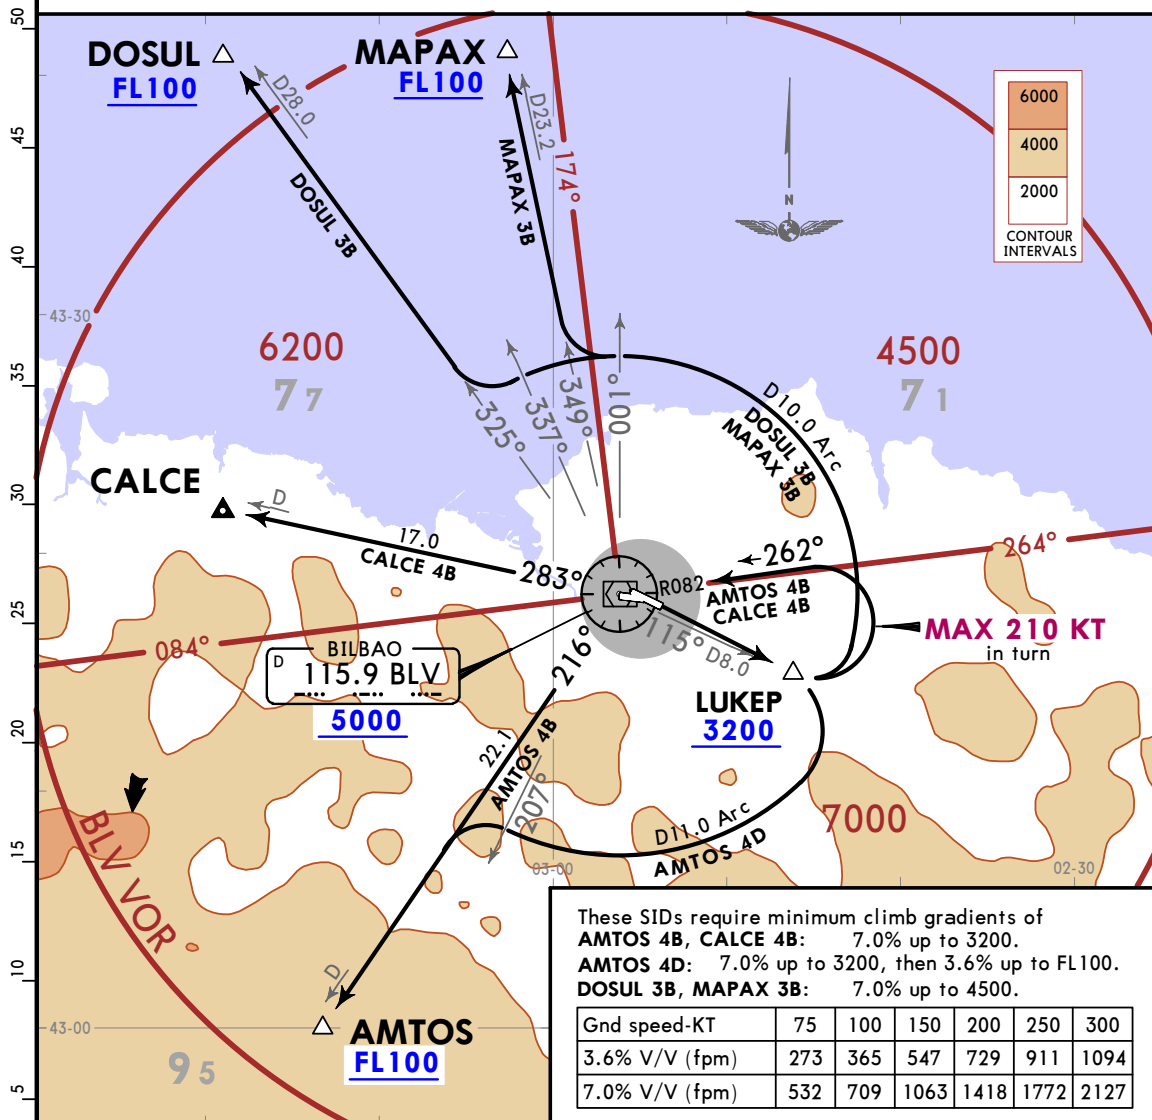 50
DOSUL
FL100
MAPAX
FL100
D28.0
D23.2
174°
6000
4000
2000
CONTOUR
INTERVALS
N
45
DOSUL 3B
MAPAX 3B
40
43-30
6200
77
4500
71
35
325°
337°
349°
001°
D10.0 Arc
DOSUL 3B
MAPAX 3B
CALCE
30
D
17.0
CALCE 4B
283°
262°
264°
R082
AMTOS 4B
CALCE 4B
25
084°
115° D8.0
MAX 210 KT
in turn
D
BILBAO
115.9 BLV
5000
216°
LUKEP
3200
20
22.1
AMTOS 4B
207°
D11.0 Arc
AMTOS 4D
7000
BLV VOR
15
03-00
02-30
10
D
43-00
AMTOS
FL100
95
5
These SIDs require minimum climb gradients of
AMTOS 4B, CALCE 4B: 7.0% up to 3200.
AMTOS 4D: 7.0% up to 3200, then 3.6% up to FL100.
DOSUL 3B, MAPAX 3B: 7.0% up to 4500.
Gnd speed-KT 75 100 150 200 250 300
3.6% V/V (fpm) 273 365 547 729 911 1094
7.0% V/V (fpm) 532 709 1063 1418 1772 2127